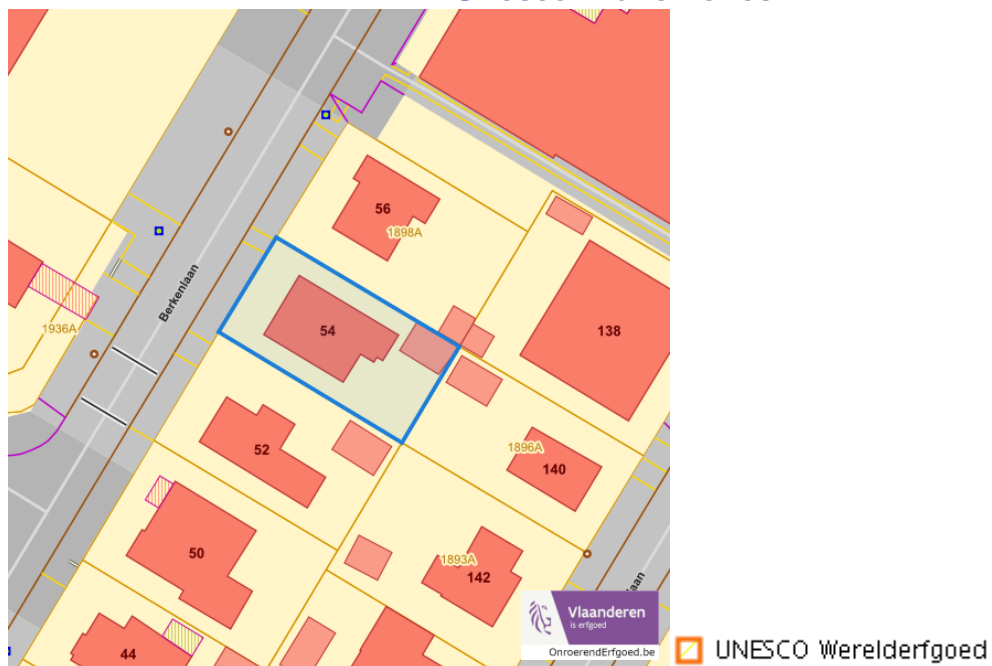 56
1898A
Berkenlaan
54
138
1936A
52
1896A
140
50
1893A
142
laan
44
Vlaanderen
is erfgoed
OnroerendErfgoed.be
UNESCO Werelderfgoed